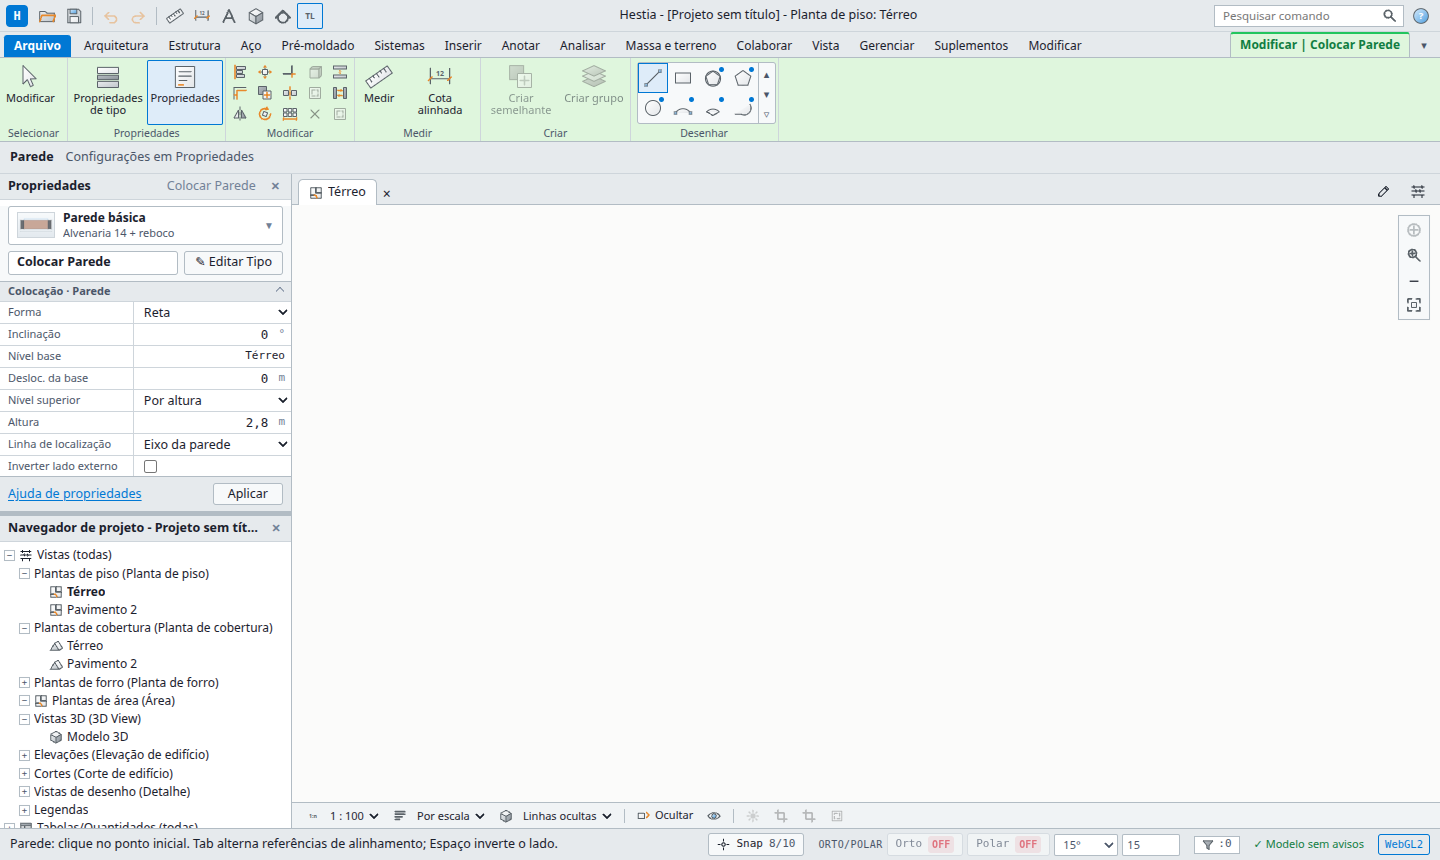 H
TL
Hestia - [Projeto sem título] - Planta de piso: Térreo
Pesquisar comando
?
Arquivo Arquitetura Estrutura Aço Pré-moldado Sistemas Inserir Anotar Analisar Massa e terreno Colaborar Vista Gerenciar Suplementos Modificar
Modificar | Colocar Parede
Modificar
Propriedades de tipo
Propriedades
Medir
12
Cota alinhada
Criar semelhante
Criar grupo
Selecionar
Propriedades
Modificar
Medir
Criar
Desenhar
Parede Configurações em Propriedades
Propriedades Colocar Parede ×
Parede básica
Alvenaria 14 + reboco
Colocar Parede
✎ Editar Tipo
Colocação · Parede
Forma Reta
Inclinação 0 °
Nível base Térreo
Desloc. da base 0 m
Nível superior Por altura
Altura 2,8 m
Linha de localização Eixo da parede
Inverter lado externo
Ajuda de propriedades
Aplicar
Navegador de projeto - Projeto sem tít... ×
Vistas (todas)
Plantas de piso (Planta de piso)
Térreo
Pavimento 2
Plantas de cobertura (Planta de cobertura)
Térreo
Pavimento 2
Plantas de forro (Planta de forro)
Plantas de área (Área)
Vistas 3D (3D View)
Modelo 3D
Elevações (Elevação de edifício)
Cortes (Corte de edifício)
Vistas de desenho (Detalhe)
Legendas
Tabelas/Quantidades (todas)
Térreo ×
1 : 100
Por escala
Linhas ocultas
Ocultar
Parede: clique no ponto inicial. Tab alterna referências de alinhamento; Espaço inverte o lado.
Snap 8/10
ORTO/POLAR
Orto OFF
Polar OFF
15°
15
:0
✓ Modelo sem avisos
WebGL2